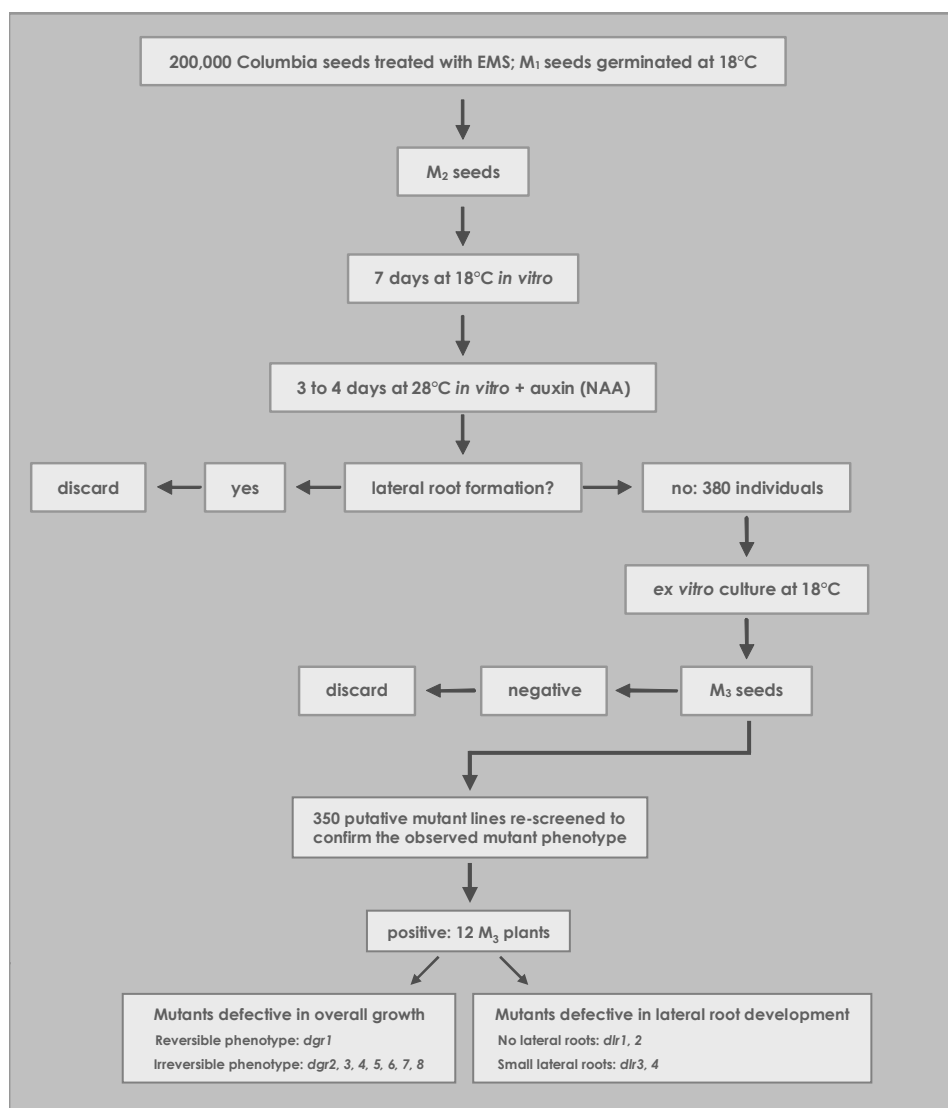 200,000 Columbia seeds treated with EMS; M₁ seeds germinated at 18°C
M₂ seeds
7 days at 18°C in vitro
3 to 4 days at 28°C in vitro + auxin (NAA)
discard
yes
lateral root formation?
no: 380 individuals
ex vitro culture at 18°C
discard
negative
M₃ seeds
350 putative mutant lines re-screened to
confirm the observed mutant phenotype
positive: 12 M₃ plants
Mutants defective in overall growth
Reversible phenotype: dgr1
Irreversible phenotype: dgr2, 3, 4, 5, 6, 7, 8
Mutants defective in lateral root development
No lateral roots: dlr1, 2
Small lateral roots: dlr3, 4